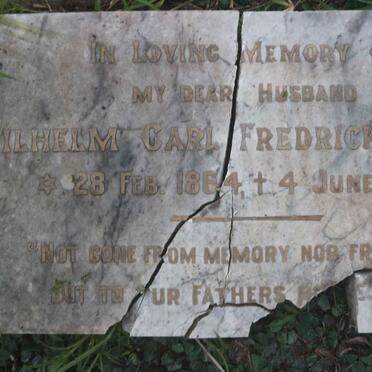 IN LOVING MEMORY
MY DEAR HUSBAND
ILHELM CARL FREDRICK
☆ 28 FEB. 1864, † 4 JUNE
"NOT GONE FROM MEMORY NOR FR
BUT TO OUR FATHERS